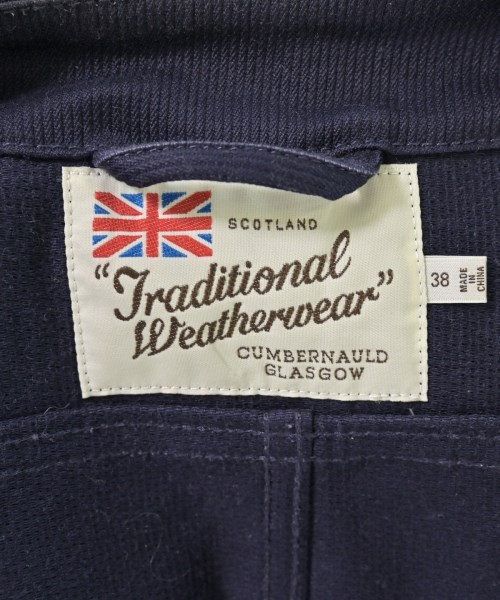 SCOTLAND
"Traditional
Weatherwear"
CUMBERNAULD
GLASGOW
38
MADE
IN
CHINA